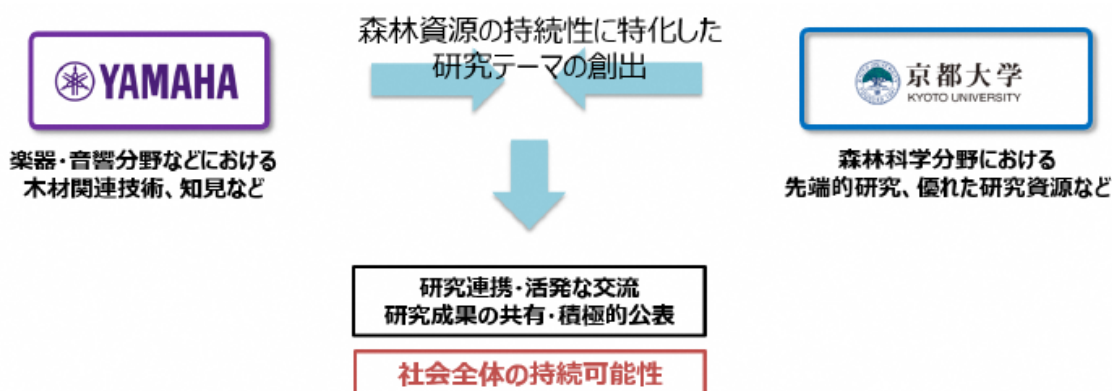 森林資源の持続性に特化した
研究テーマの創出
YAMAHA
楽器・音響分野などにおける
木材関連技術、知見など
京都大学
KYOTO UNIVERSITY
森林科学分野における
先端的研究、優れた研究資源など
研究連携・活発な交流
研究成果の共有・積極的公表
社会全体の持続可能性